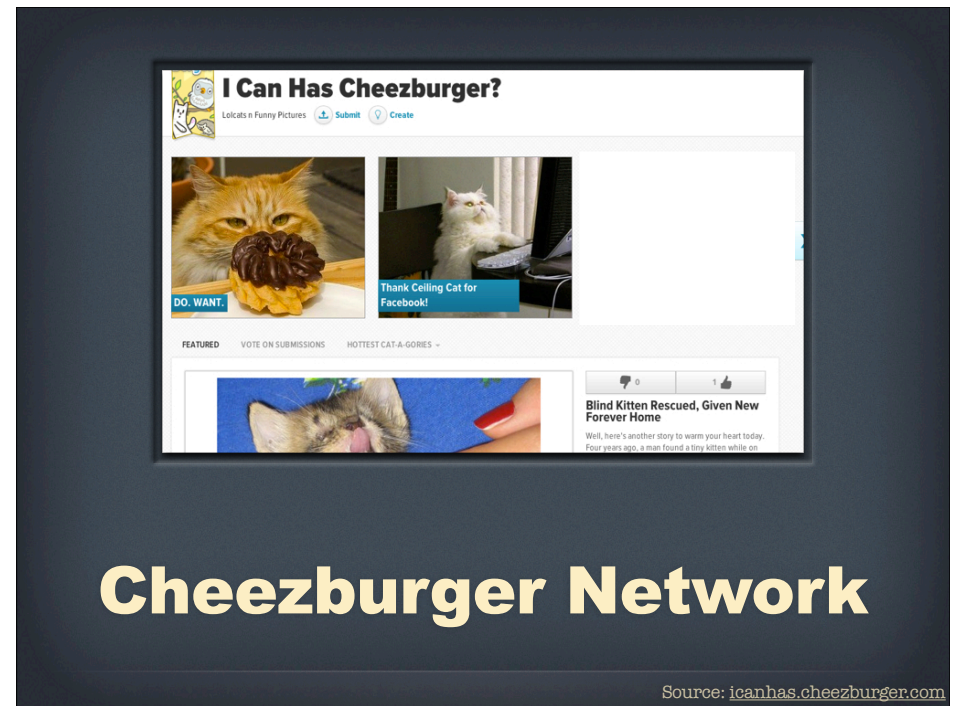 I Can Has Cheezburger?
Lolcats n Funny Pictures Submit Create
DO. WANT.
Thank Ceiling Cat for
Facebook!
FEATURED VOTE ON SUBMISSIONS HOTTEST CAT-A-GORIES
0 1
Blind Kitten Rescued, Given New
Forever Home
Well, here's another story to warm your heart today.
Four years ago, a man found a tiny kitten while on
Cheezburger Network
Source: icanhas.cheezburger.com